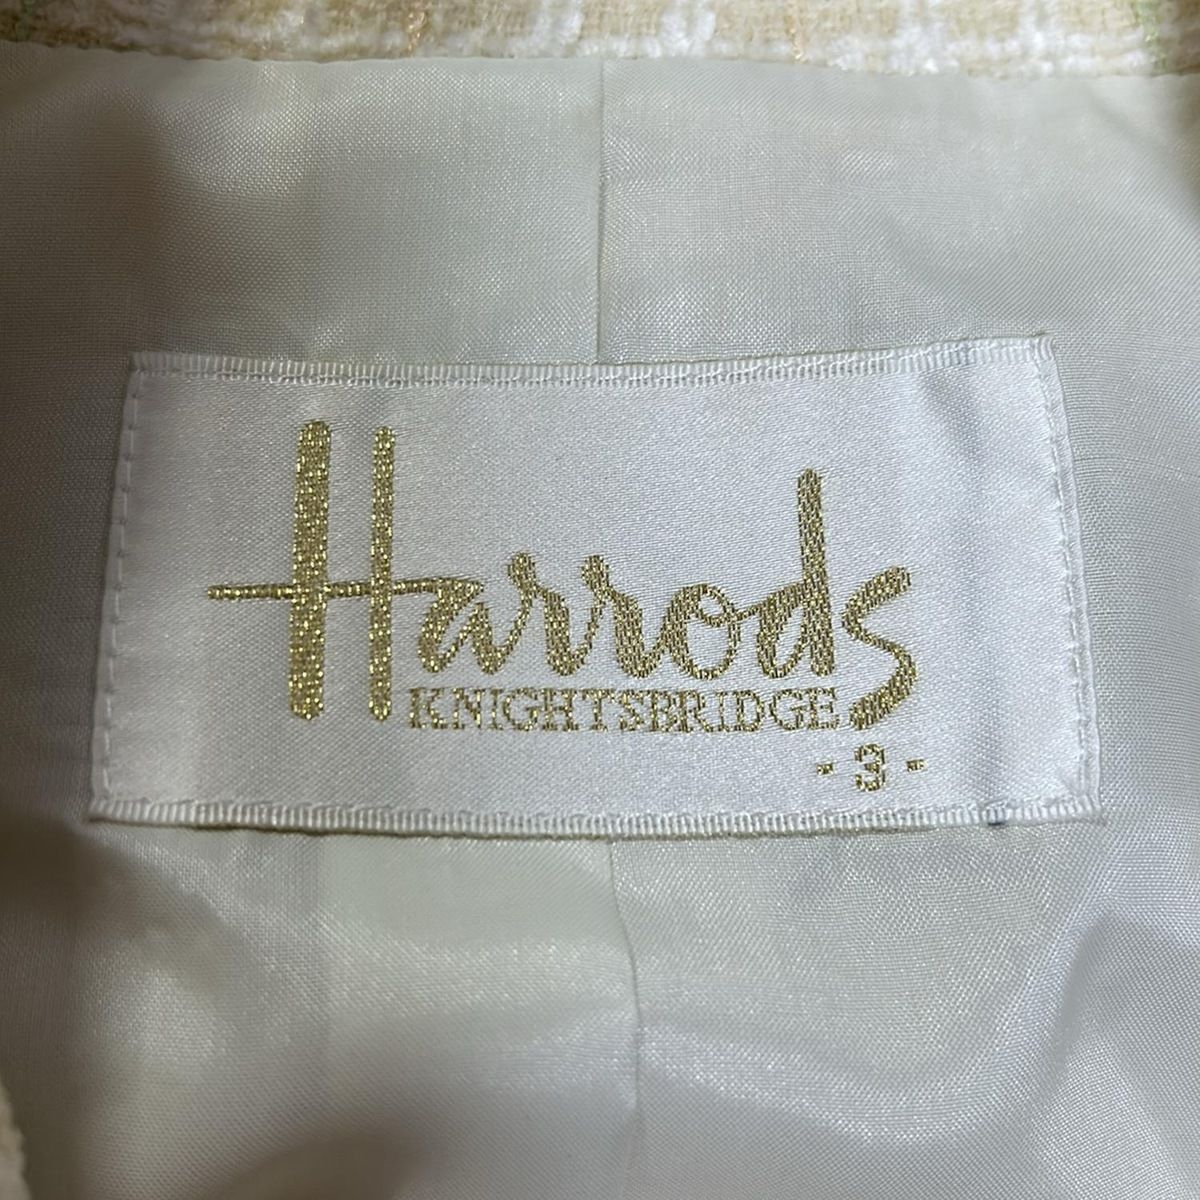 Harrods
KNIGHTSBRIDGE
- 3 -